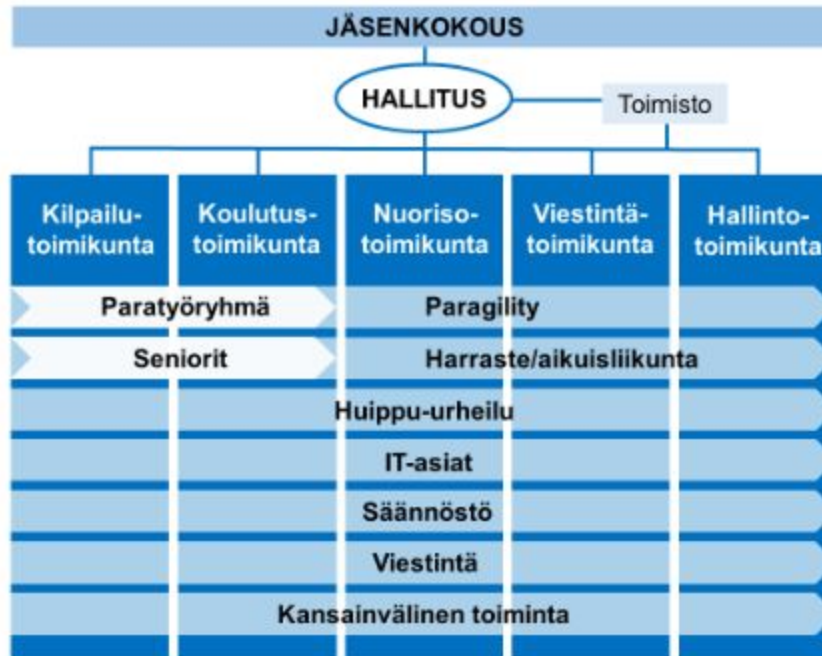 JÄSENKOKOUS
HALLITUS
Toimisto
Kilpailu-
toimikunta
Koulutus-
toimikunta
Nuoriso-
toimikunta
Viestintä-
toimikunta
Hallinto-
toimikunta
Paratyöryhmä
Paragility
Seniorit
Harraste/aikuisliikunta
Huippu-urheilu
IT-asiat
Säännöstö
Viestintä
Kansainvälinen toiminta